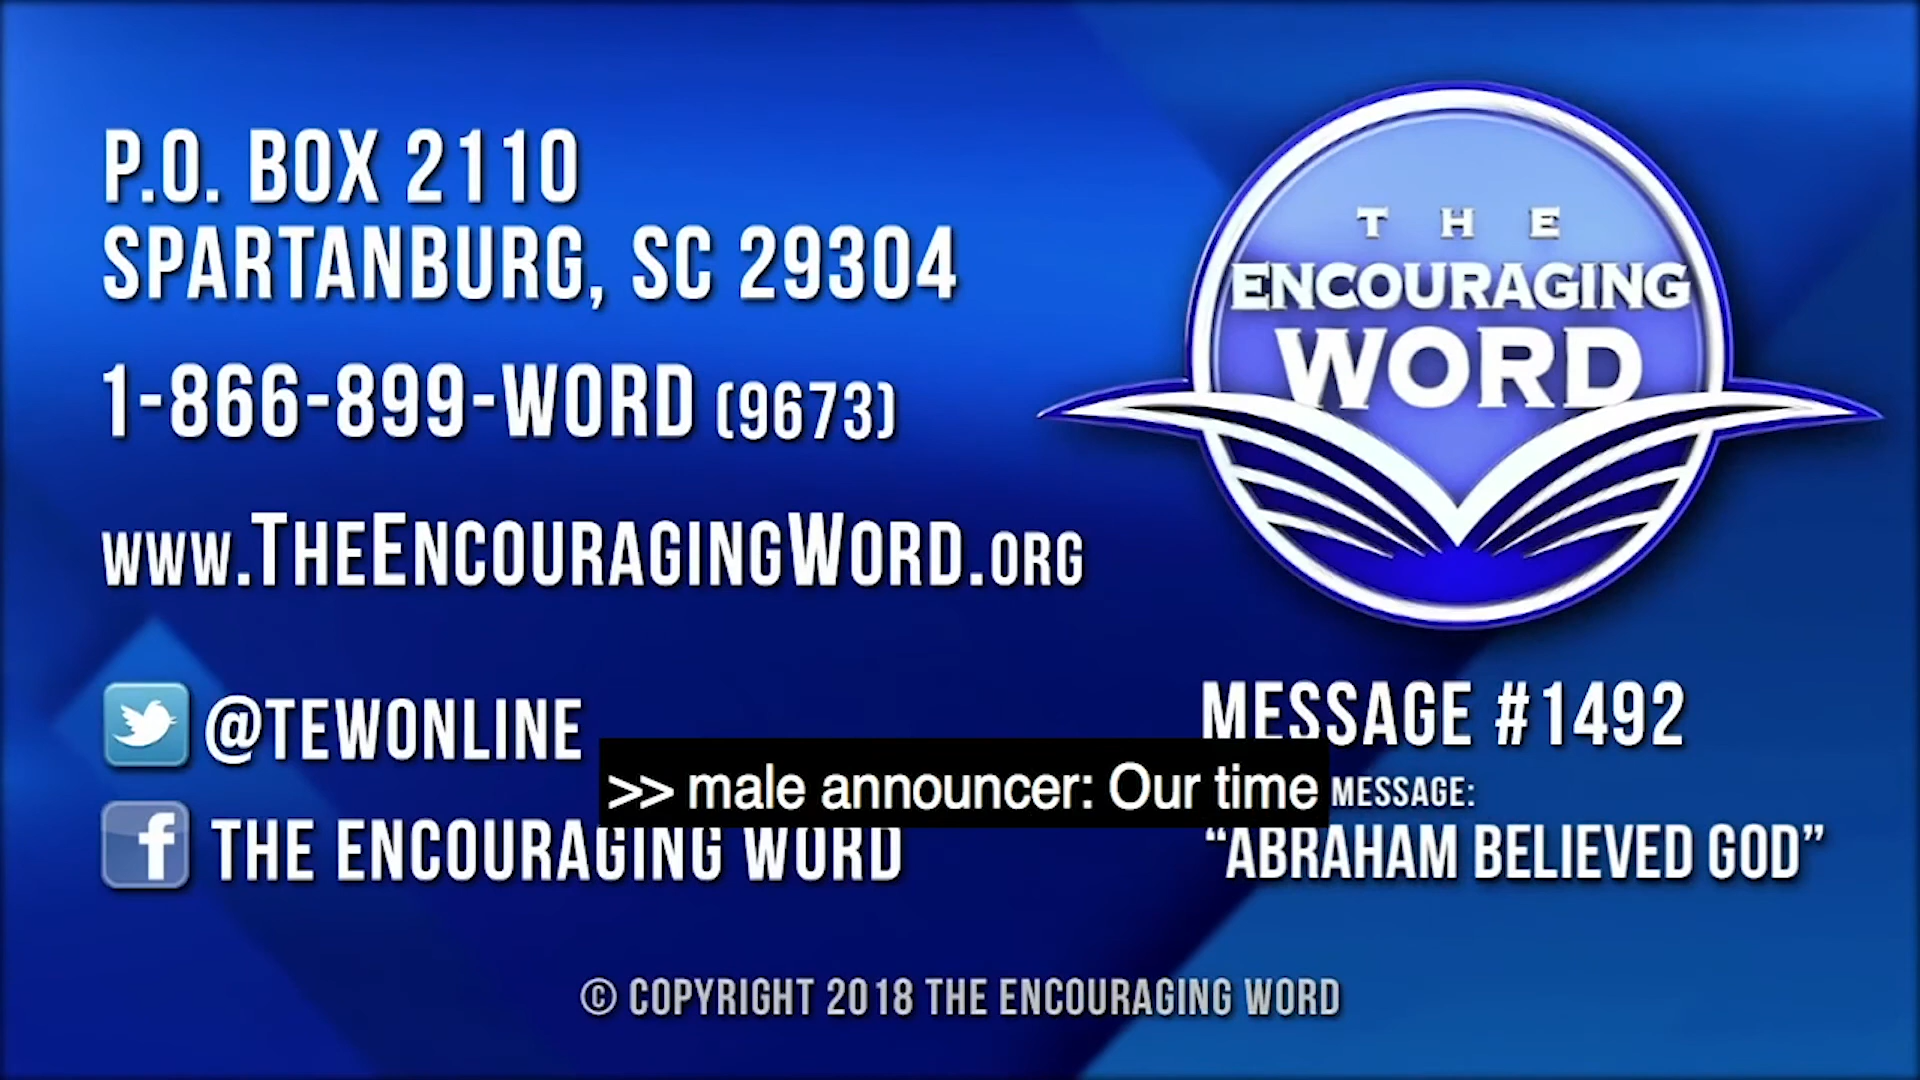 P.O. BOX 2110
SPARTANBURG, SC 29304
1-866-899-WORD (9673)
WWW.THEENCOURAGINGWORD.ORG
@TEWONLINE
THE ENCOURAGING WORD
THE
ENCOURAGING
WORD
MESSAGE #1492
MESSAGE:
“ABRAHAM BELIEVED GOD”
>> male announcer: Our time
© COPYRIGHT 2018 THE ENCOURAGING WORD